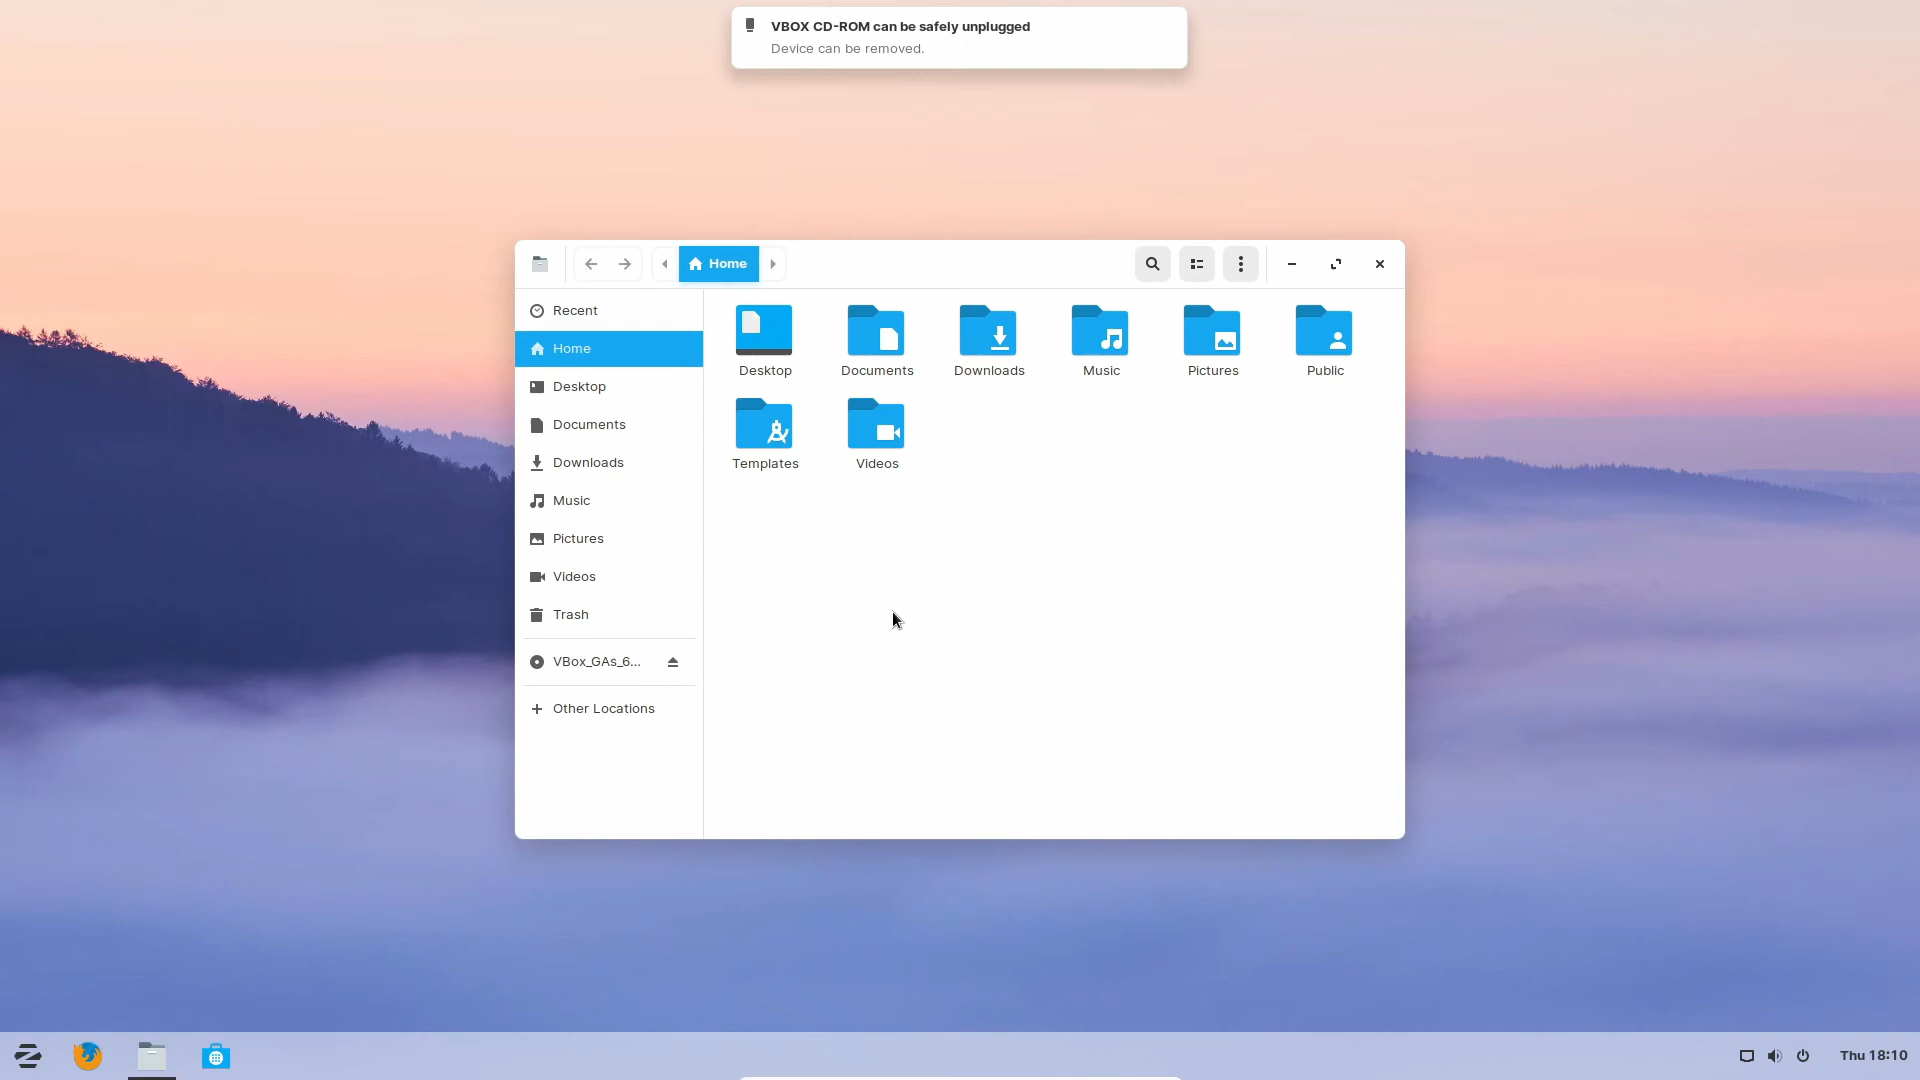 VBOX CD-ROM can be safely unplugged
Device can be removed.
Home
Recent
Home
Desktop
Documents
Downloads
Music
Pictures
Videos
Trash
VBox_GAs_6...
Other Locations
Desktop
Documents
Downloads
Music
Pictures
Public
Templates
Videos
Thu 18:10